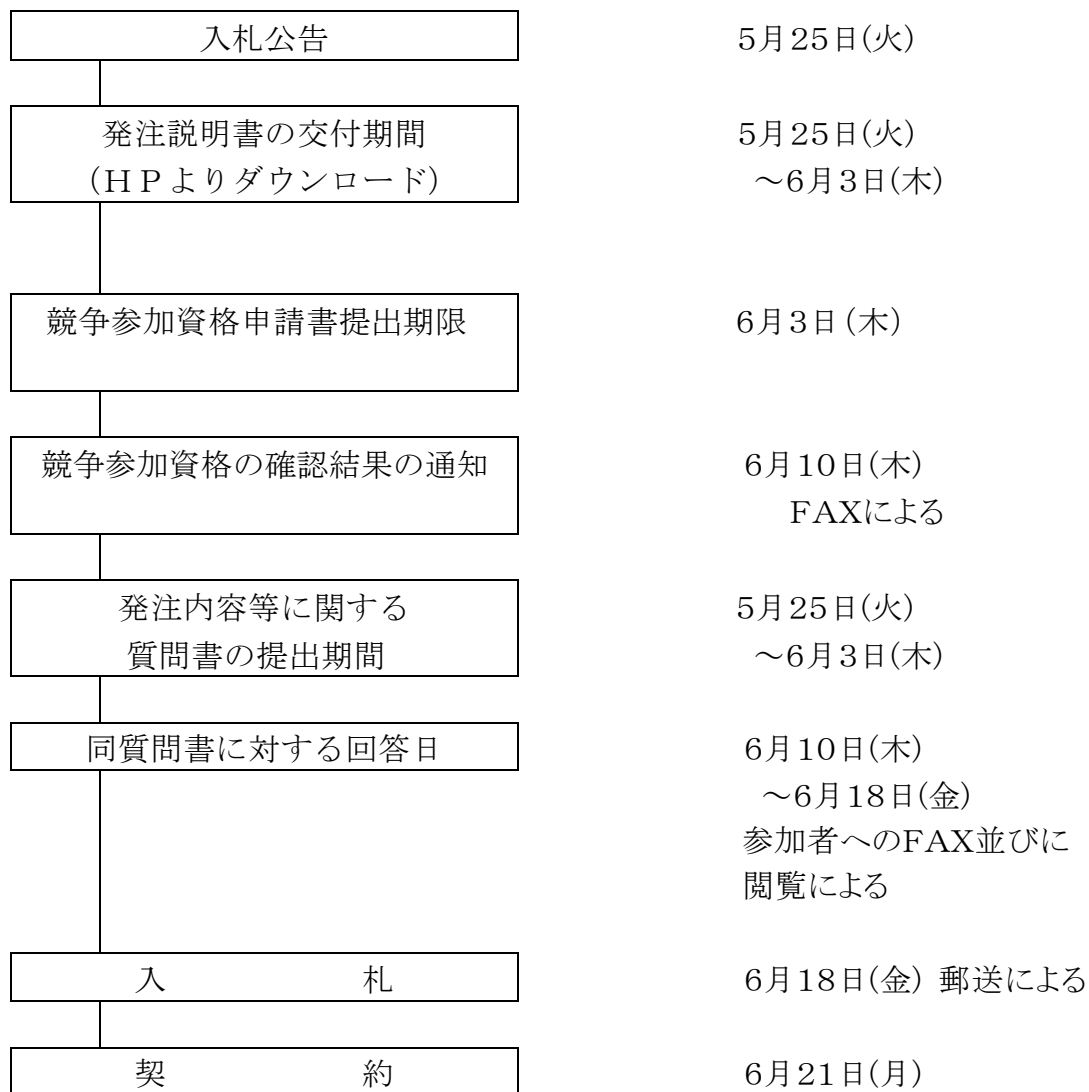 入札公告 5月25日(火)
発注説明書の交付期間 5月25日(火)
(HPよりダウンロード) ～6月3日(木)
競争参加資格申請書提出期限 6月3日(木)
競争参加資格の確認結果の通知 6月10日(木)
FAXによる
発注内容等に関する 5月25日(火)
質問書の提出期間 ～6月3日(木)
同質問書に対する回答日 6月10日(木)
～6月18日(金)
参加者へのFAX並びに
閲覧による
入　　　　札 6月18日(金) 郵送による
契　　　　約 6月21日(月)